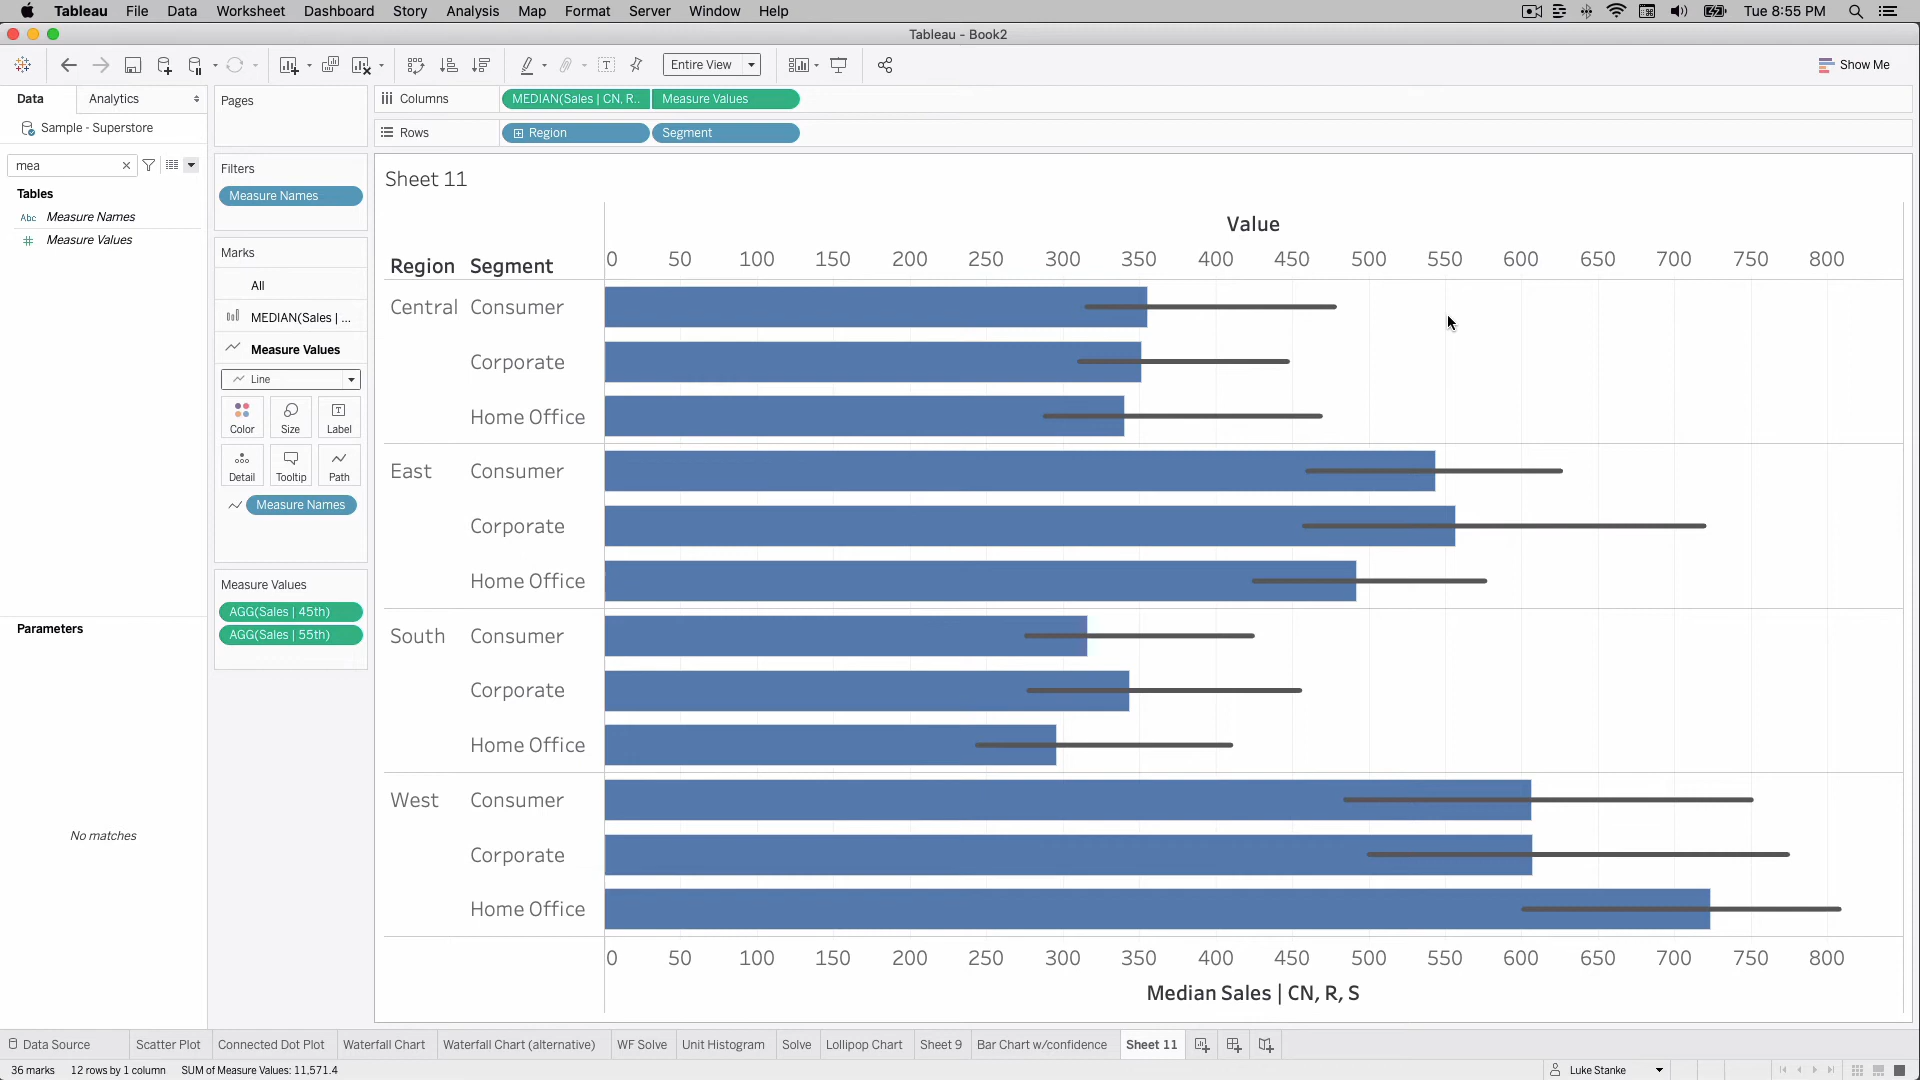 Tableau File Data Worksheet Dashboard Story Analysis Map Format Server Window Help Tue 8:55 PM
Tableau - Book2
Entire View Show Me
Data Analytics
Sample - Superstore
mea
Tables
Abc Measure Names
# Measure Values
Parameters
No matches
Pages
Filters
Measure Names
Marks
All
MEDIAN(Sales | ...
Measure Values
Line
Color Size Label
Detail Tooltip Path
Measure Names
Measure Values
AGG(Sales | 45th)
AGG(Sales | 55th)
Columns MEDIAN(Sales | CN, R.. Measure Values
Rows Region Segment
Sheet 11
Value
0 50 100 150 200 250 300 350 400 450 500 550 600 650 700 750 800
Region Segment
Central Consumer
Corporate
Home Office
East Consumer
Corporate
Home Office
South Consumer
Corporate
Home Office
West Consumer
Corporate
Home Office
0 50 100 150 200 250 300 350 400 450 500 550 600 650 700 750 800
Median Sales | CN, R, S
Data Source Scatter Plot Connected Dot Plot Waterfall Chart Waterfall Chart (alternative) WF Solve Unit Histogram Solve Lollipop Chart Sheet 9 Bar Chart w/confidence Sheet 11
36 marks 12 rows by 1 column SUM of Measure Values: 11,571.4 Luke Stanke